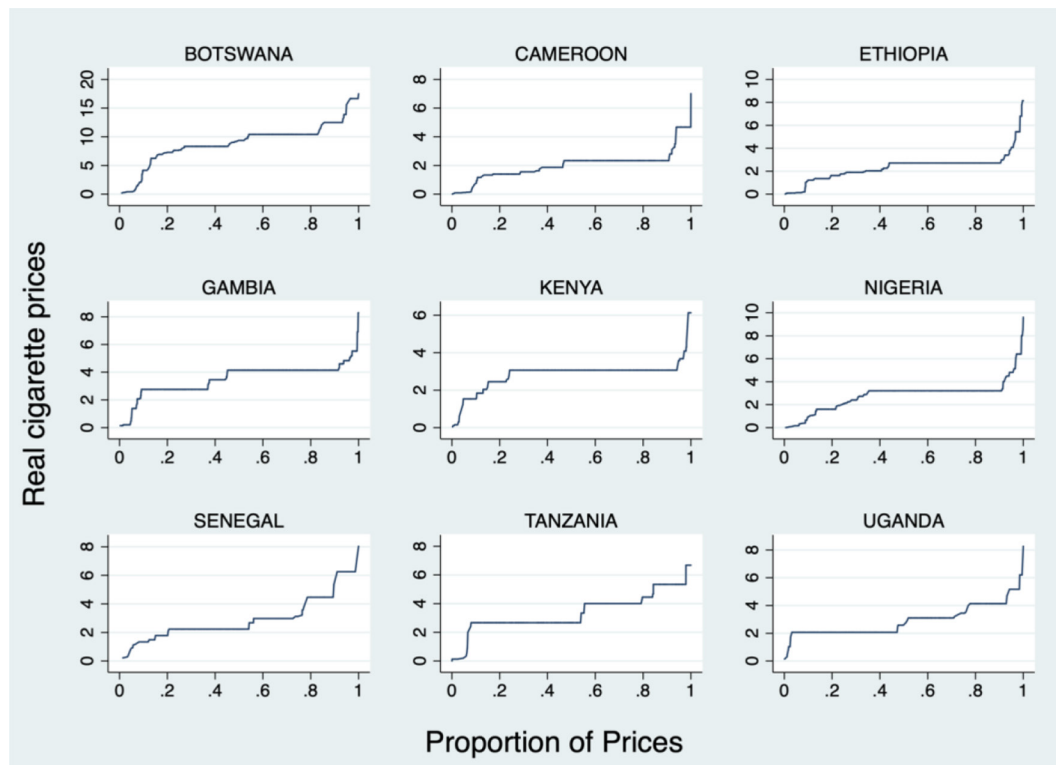 BOTSWANA
20
15
10
5
0
0 .2 .4 .6 .8 1
CAMEROON
8
6
4
2
0
0 .2 .4 .6 .8 1
ETHIOPIA
10
8
6
4
2
0
0 .2 .4 .6 .8 1
GAMBIA
8
6
4
2
0
0 .2 .4 .6 .8 1
KENYA
6
4
2
0
0 .2 .4 .6 .8 1
NIGERIA
10
8
6
4
2
0
0 .2 .4 .6 .8 1
SENEGAL
8
6
4
2
0
0 .2 .4 .6 .8 1
TANZANIA
8
6
4
2
0
0 .2 .4 .6 .8 1
UGANDA
8
6
4
2
0
0 .2 .4 .6 .8 1
Real cigarette prices
Proportion of Prices